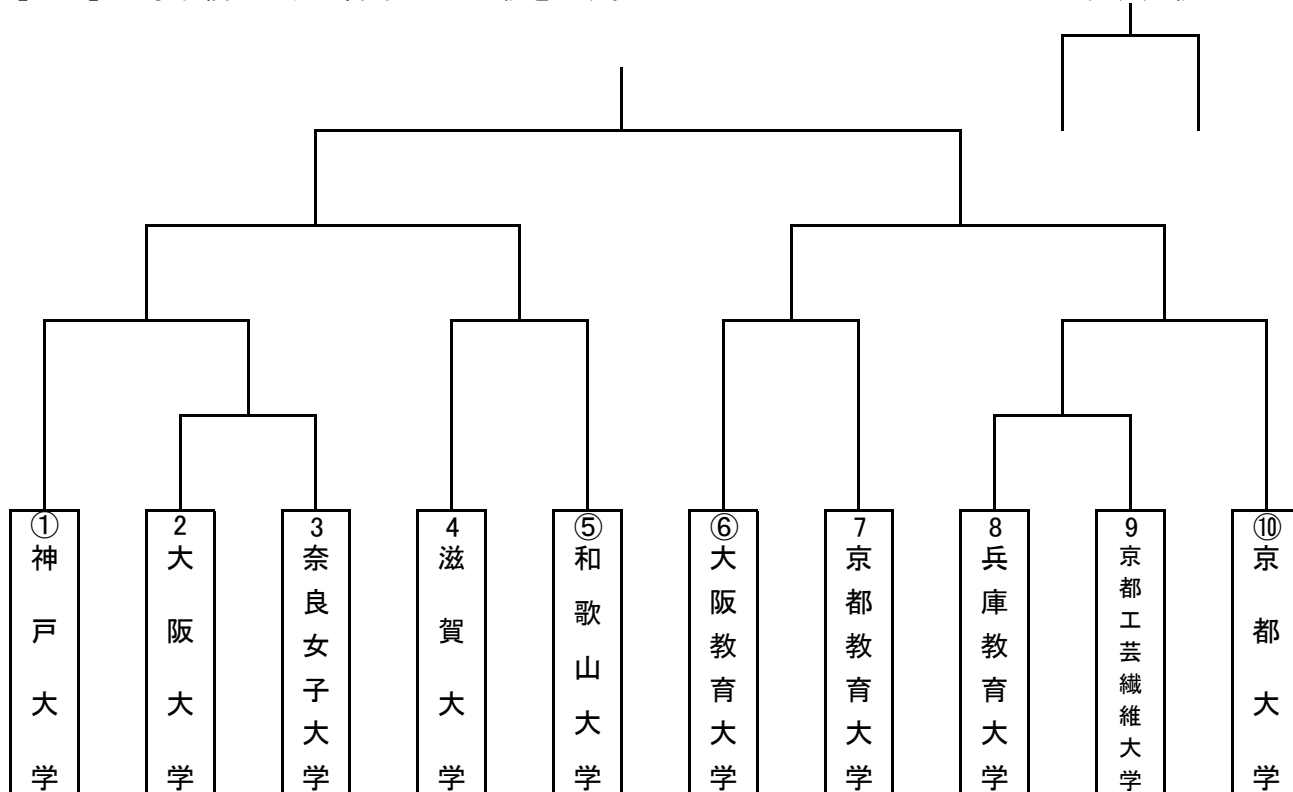 ①
神戸大学
2
大阪大学
3
奈良女子大学
4
滋賀大学
⑤
和歌山大学
⑥
大阪教育大学
7
京都教育大学
8
兵庫教育大学
9
京都工芸繊維大学
⑩
京都大学